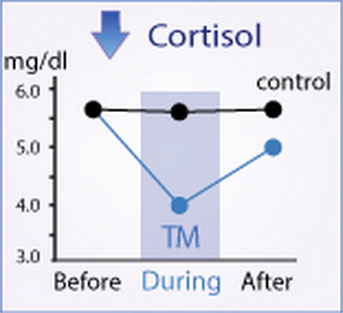 Cortisol
mg/dl
control
6.0
5.0
4.0
3.0
TM
Before During After